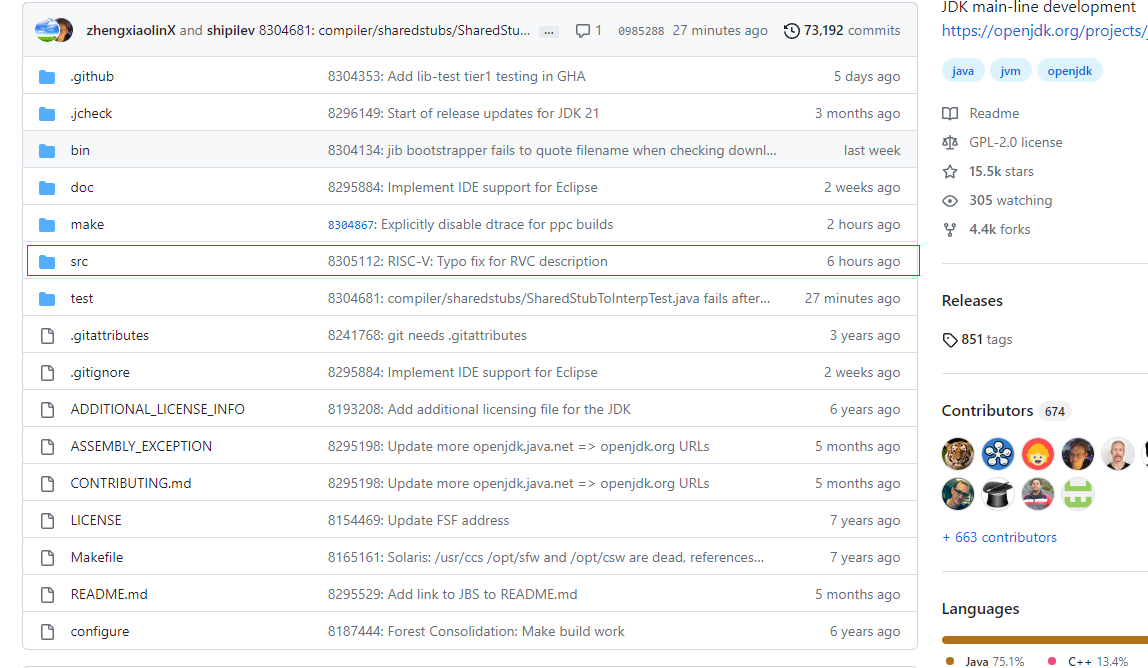 zhengxiaolinX and shipilev 8304681: compiler/sharedstubs/SharedStu... ... 1 0985288 27 minutes ago 73,192 commits
.github 8304353: Add lib-test tier1 testing in GHA 5 days ago
.jcheck 8296149: Start of release updates for JDK 21 3 months ago
bin 8304134: jib bootstrapper fails to quote filename when checking downl... last week
doc 8295884: Implement IDE support for Eclipse 2 weeks ago
make 8304867: Explicitly disable dtrace for ppc builds 2 hours ago
src 8305112: RISC-V: Typo fix for RVC description 6 hours ago
test 8304681: compiler/sharedstubs/SharedStubToInterpTest.java fails after... 27 minutes ago
.gitattributes 8241768: git needs .gitattributes 3 years ago
.gitignore 8295884: Implement IDE support for Eclipse 2 weeks ago
ADDITIONAL_LICENSE_INFO 8193208: Add additional licensing file for the JDK 6 years ago
ASSEMBLY_EXCEPTION 8295198: Update more openjdk.java.net => openjdk.org URLs 5 months ago
CONTRIBUTING.md 8295198: Update more openjdk.java.net => openjdk.org URLs 5 months ago
LICENSE 8154469: Update FSF address 7 years ago
Makefile 8165161: Solaris: /usr/ccs /opt/sfw and /opt/csw are dead, references... 7 years ago
README.md 8295529: Add link to JBS to README.md 5 months ago
configure 8187444: Forest Consolidation: Make build work 6 years ago
JDK main-line development
https://openjdk.org/projects/
java jvm openjdk
Readme
GPL-2.0 license
15.5k stars
305 watching
4.4k forks
Releases
851 tags
Contributors 674
+ 663 contributors
Languages
Java 75.1% C++ 13.4%